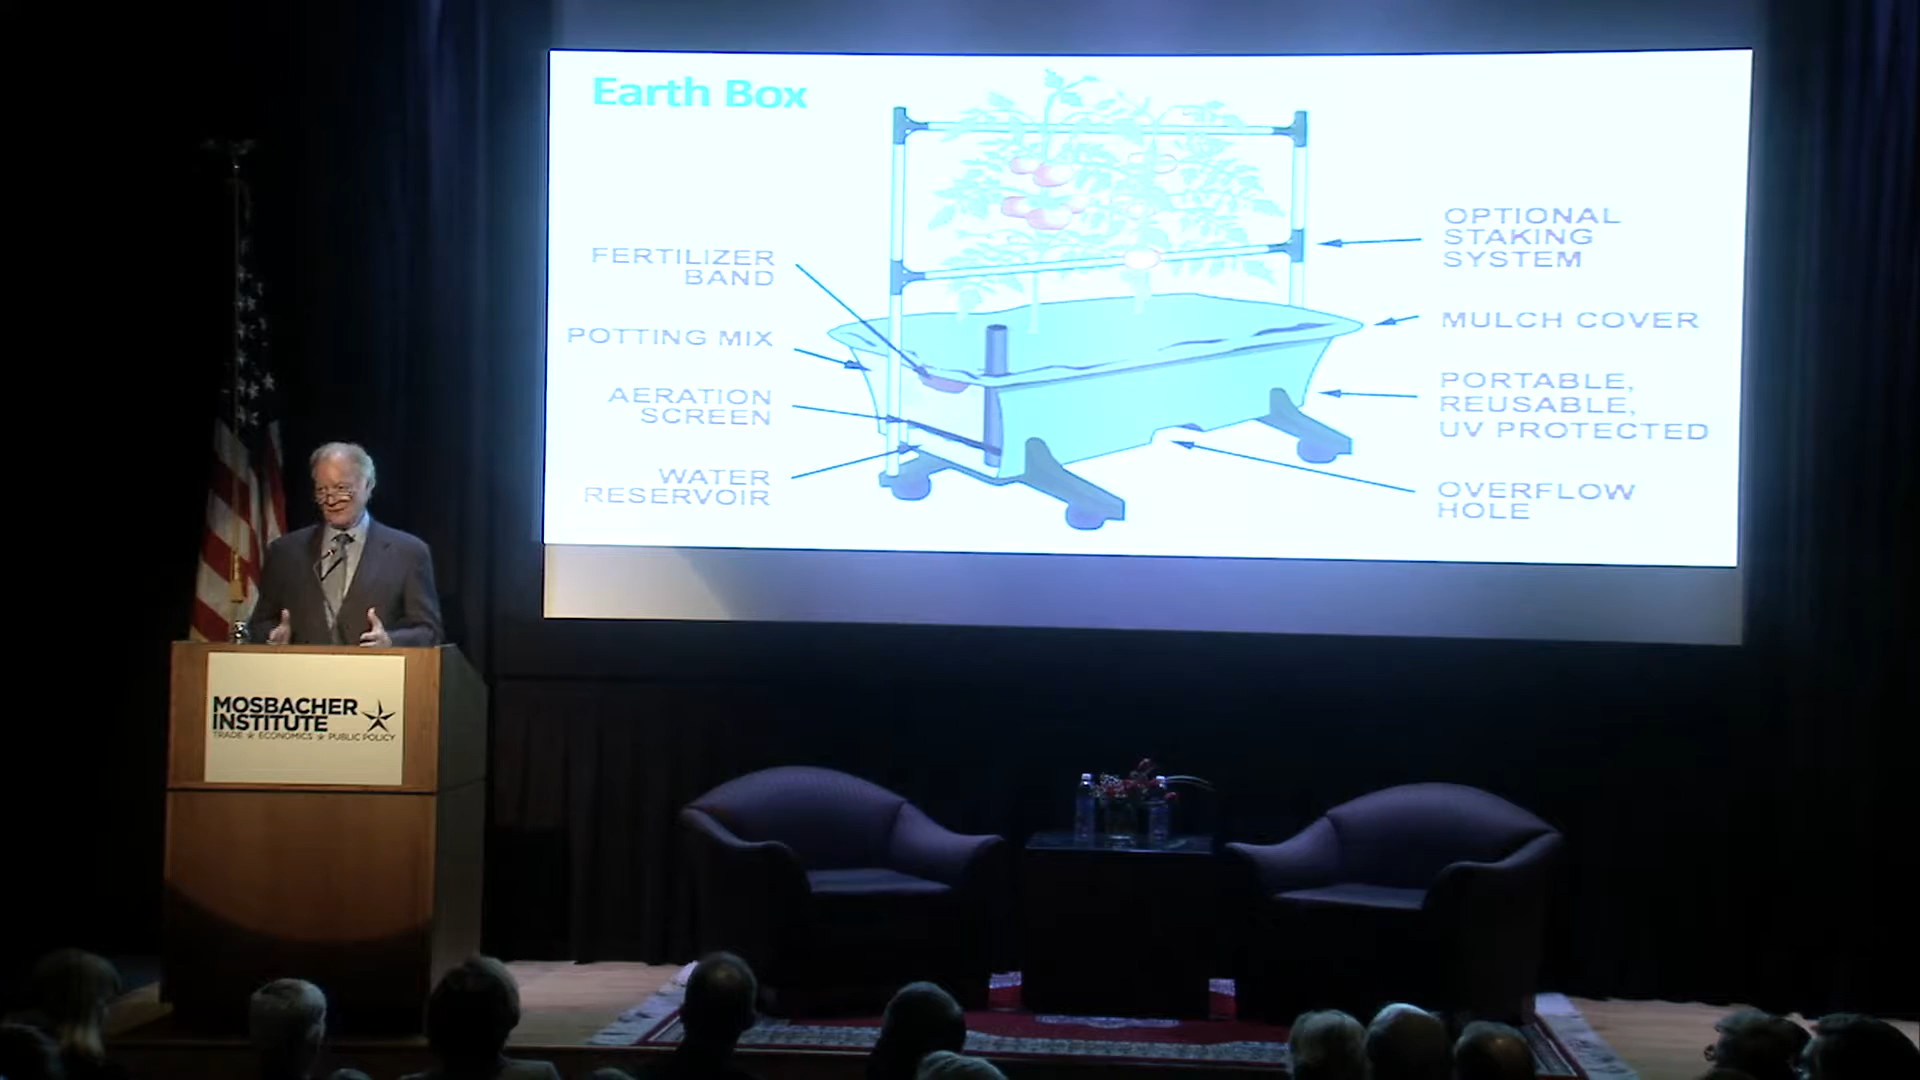 Earth Box
FERTILIZER
BAND
POTTING MIX
AERATION
SCREEN
WATER
RESERVOIR
OPTIONAL
STAKING
SYSTEM
MULCH COVER
PORTABLE,
REUSABLE,
UV PROTECTED
OVERFLOW
HOLE
MOSBACHER
INSTITUTE
TRADE ★ ECONOMICS ★ PUBLIC POLICY